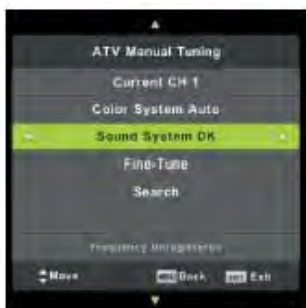 ATV Manual Tuning
Current CH 1
Color System Auto
Sound System DK
Fine-Tune
Search
Move Back Exit